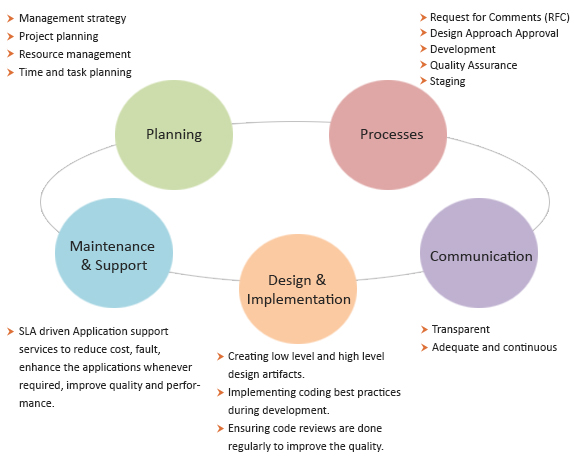 Management strategy
Project planning
Resource management
Time and task planning
Request for Comments (RFC)
Design Approach Approval
Development
Quality Assurance
Staging
Planning
Processes
Maintenance
& Support
Design &
Implementation
Communication
SLA driven Application support
services to reduce cost, fault,
enhance the applications whenever
required, improve quality and perfor-
mance.
Creating low level and high level
design artifacts.
Implementing coding best practices
during development.
Ensuring code reviews are done
regularly to improve the quality.
Transparent
Adequate and continuous